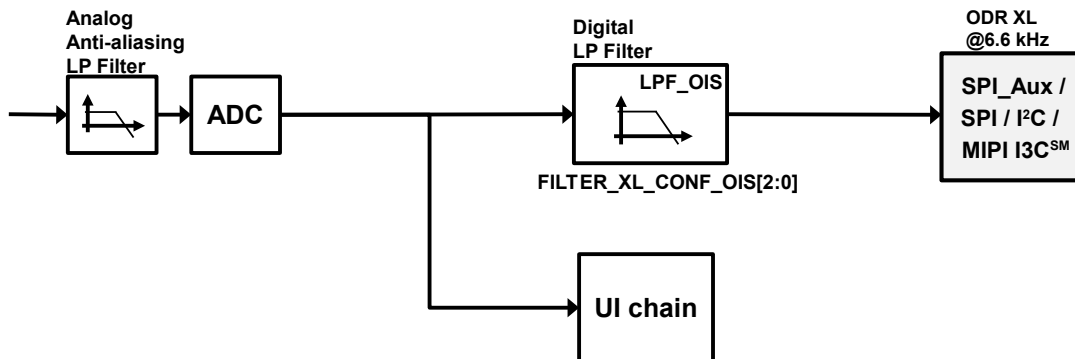 Analog
Anti-aliasing
LP Filter
ADC
Digital
LP Filter
LPF_OIS
FILTER_XL_CONF_OIS[2:0]
ODR XL
@6.6 kHz
SPI_Aux /
SPI / I²C /
MIPI I3Cˢᴹ
UI chain